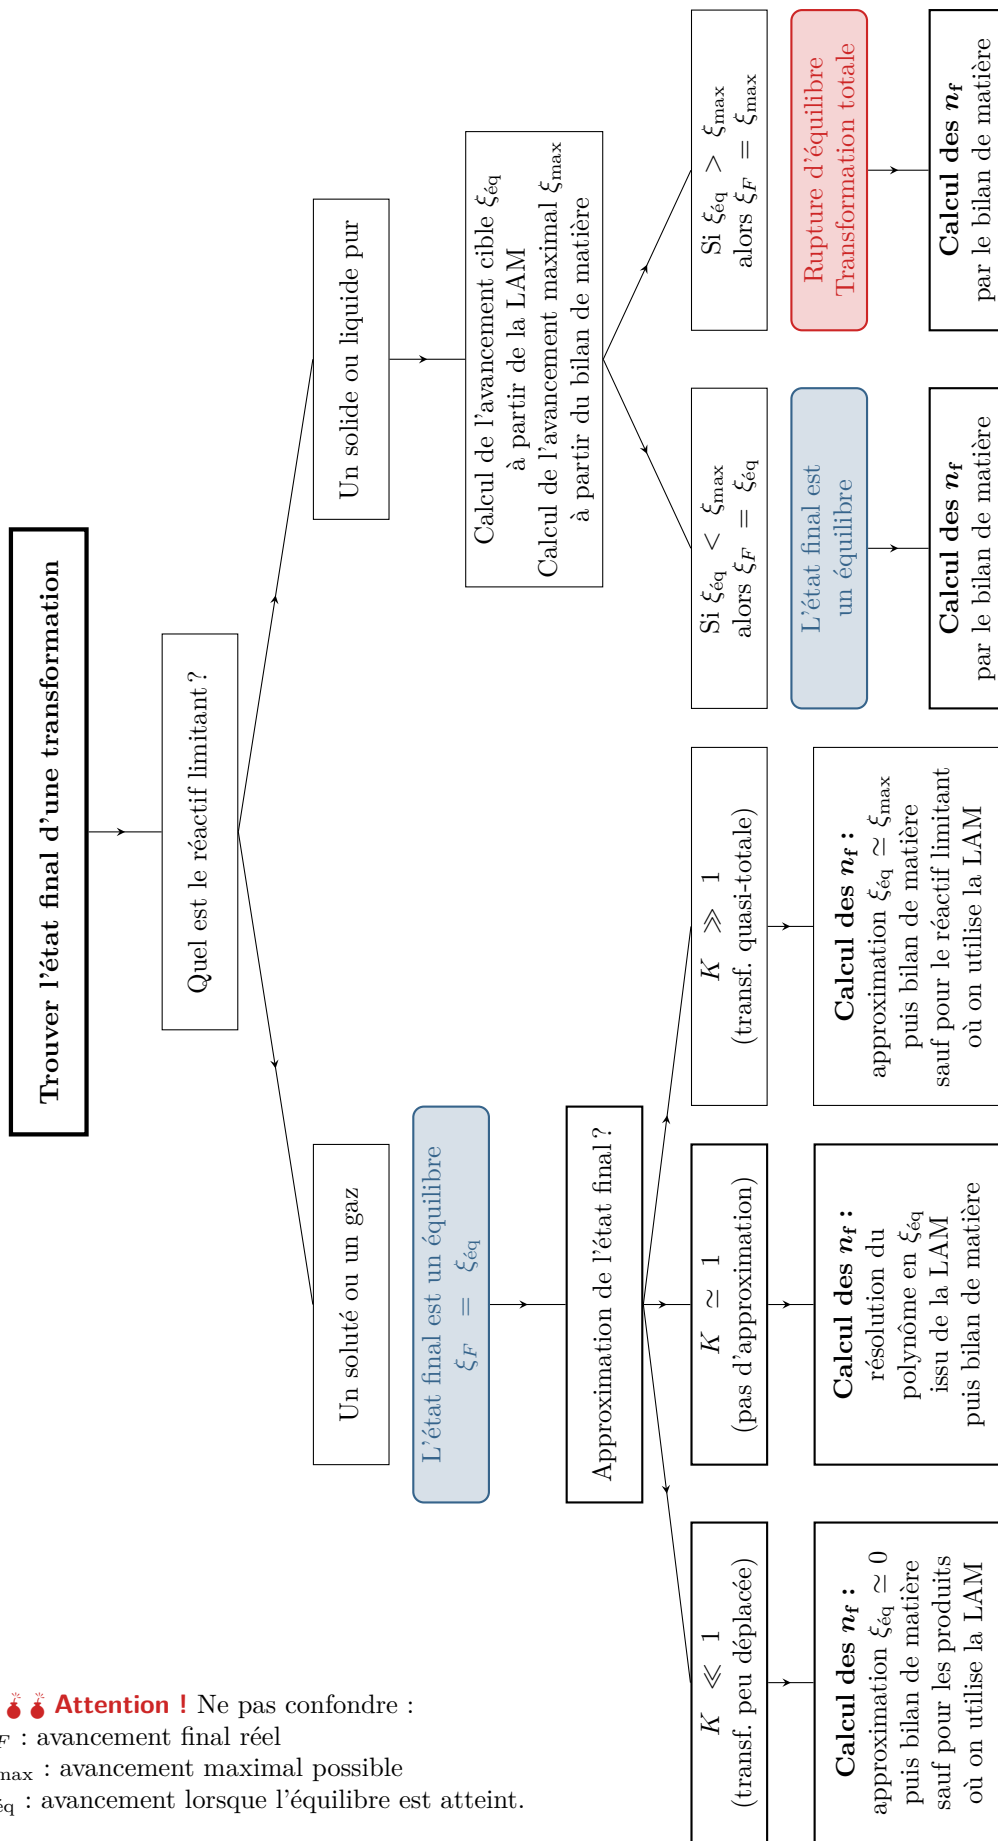 Trouver l'état final d'une transformation
Quel est le réactif limitant ?
Un soluté ou un gaz
L'état final est un équilibre
ξ_F = ξ_éq
Approximation de l'état final ?
K ≪ 1
(transf. peu déplacée)
Calcul des n_f :
approximation ξ_éq ≃ 0
puis bilan de matière
sauf pour les produits
où on utilise la LAM
K ≃ 1
(pas d'approximation)
Calcul des n_f :
résolution du
polynôme en ξ_éq
issu de la LAM
puis bilan de matière
K ≫ 1
(transf. quasi-totale)
Calcul des n_f :
approximation ξ_éq ≃ ξ_max
puis bilan de matière
sauf pour le réactif limitant
où on utilise la LAM
Un solide ou liquide pur
Calcul de l'avancement cible ξ_éq
à partir de la LAM
Calcul de l'avancement maximal ξ_max
à partir du bilan de matière
Si ξ_éq < ξ_max
alors ξ_F = ξ_éq
L'état final est
un équilibre
Calcul des n_f
par le bilan de matière
Si ξ_éq > ξ_max
alors ξ_F = ξ_max
Rupture d'équilibre
Transformation totale
Calcul des n_f
par le bilan de matière
Attention ! Ne pas confondre :
F : avancement final réel
max : avancement maximal possible
éq : avancement lorsque l'équilibre est atteint.